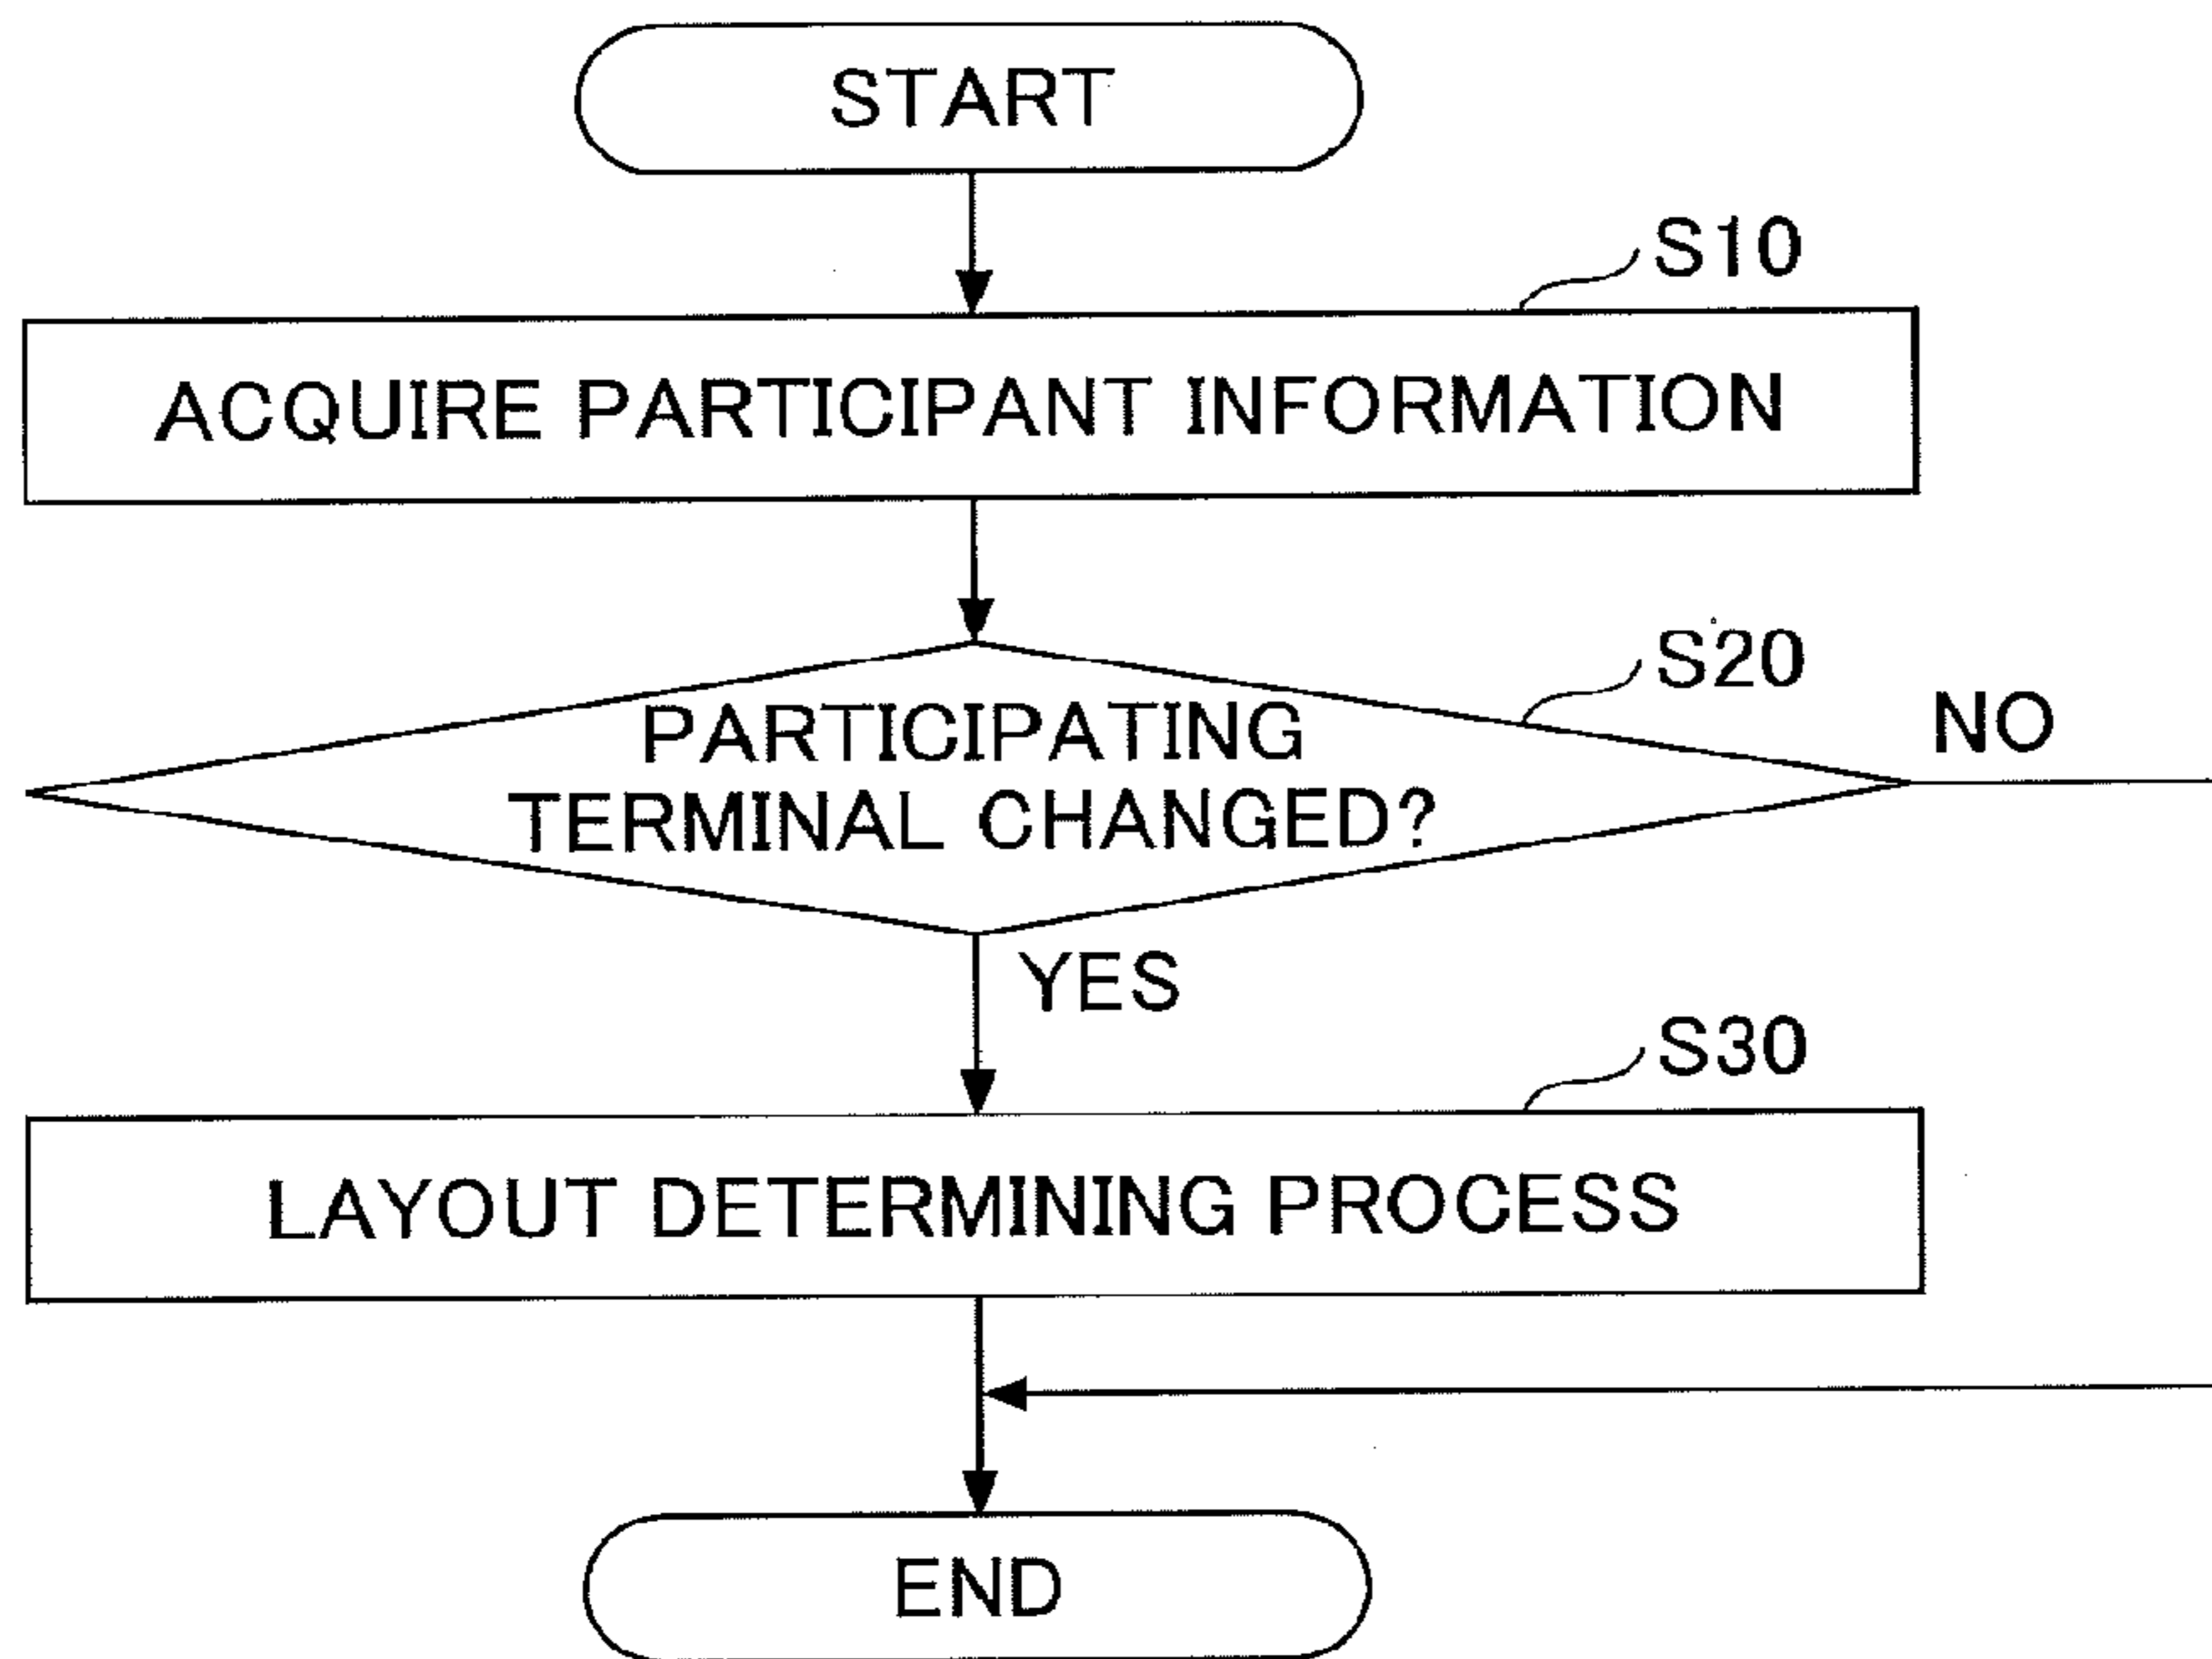 START
S10
ACQUIRE PARTICIPANT INFORMATION
S20
NO
PARTICIPATING
TERMINAL CHANGED?
YES
S30
LAYOUT DETERMINING PROCESS
END